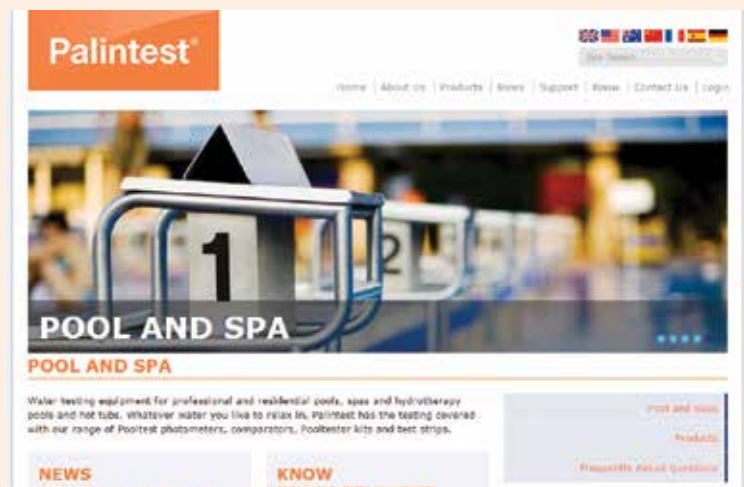 Palintest®
Site Search
Home | About Us | Products | News | Support | Know | Contact Us | Login
1
2
POOL AND SPA
POOL AND SPA
Water testing equipment for professional and residential pools, spas and hydrotherapy
pools and hot tubs. Whatever water you like to relax in, Palintest has the testing covered
with our range of Pooltest photometers, comparators, Pooltester kits and test strips.
Products
Frequently Asked Questions
NEWS
KNOW